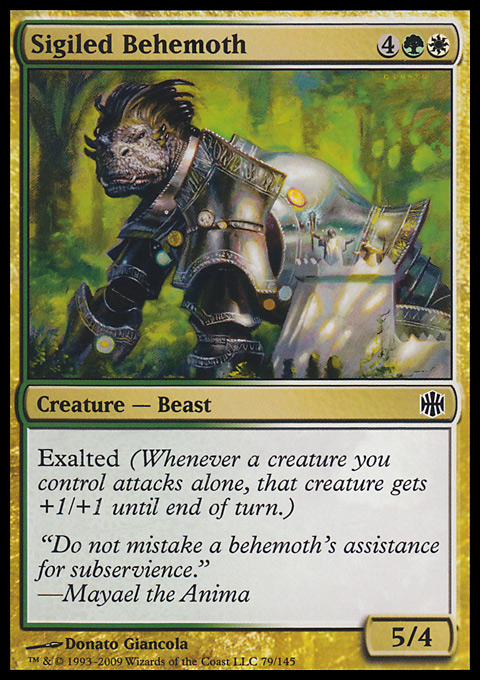 Sigiled Behemoth 4
Creature — Beast
Exalted (Whenever a creature you
control attacks alone, that creature gets
+1/+1 until end of turn.)
“Do not mistake a behemoth’s assistance
for subservience.”
—Mayael the Anima
Donato Giancola
5/4
™ & © 1993–2009 Wizards of the Coast LLC 79/145